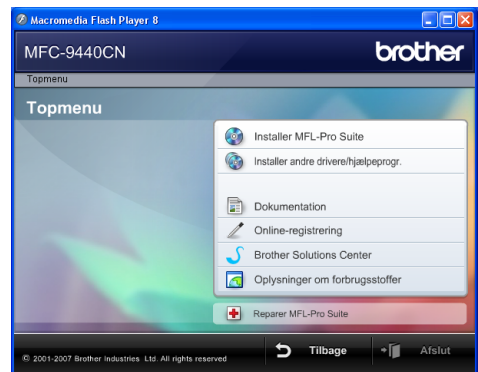 Macromedia Flash Player 8
MFC-9440CN
brother
Topmenu
Topmenu
Installer MFL-Pro Suite
Installer andre drivere/hjælpeprogr.
Dokumentation
Online-registrering
Brother Solutions Center
Oplysninger om forbrugsstoffer
Reparer MFL-Pro Suite
© 2001-2007 Brother Industries Ltd. All rights reserved
Tilbage
Afslut